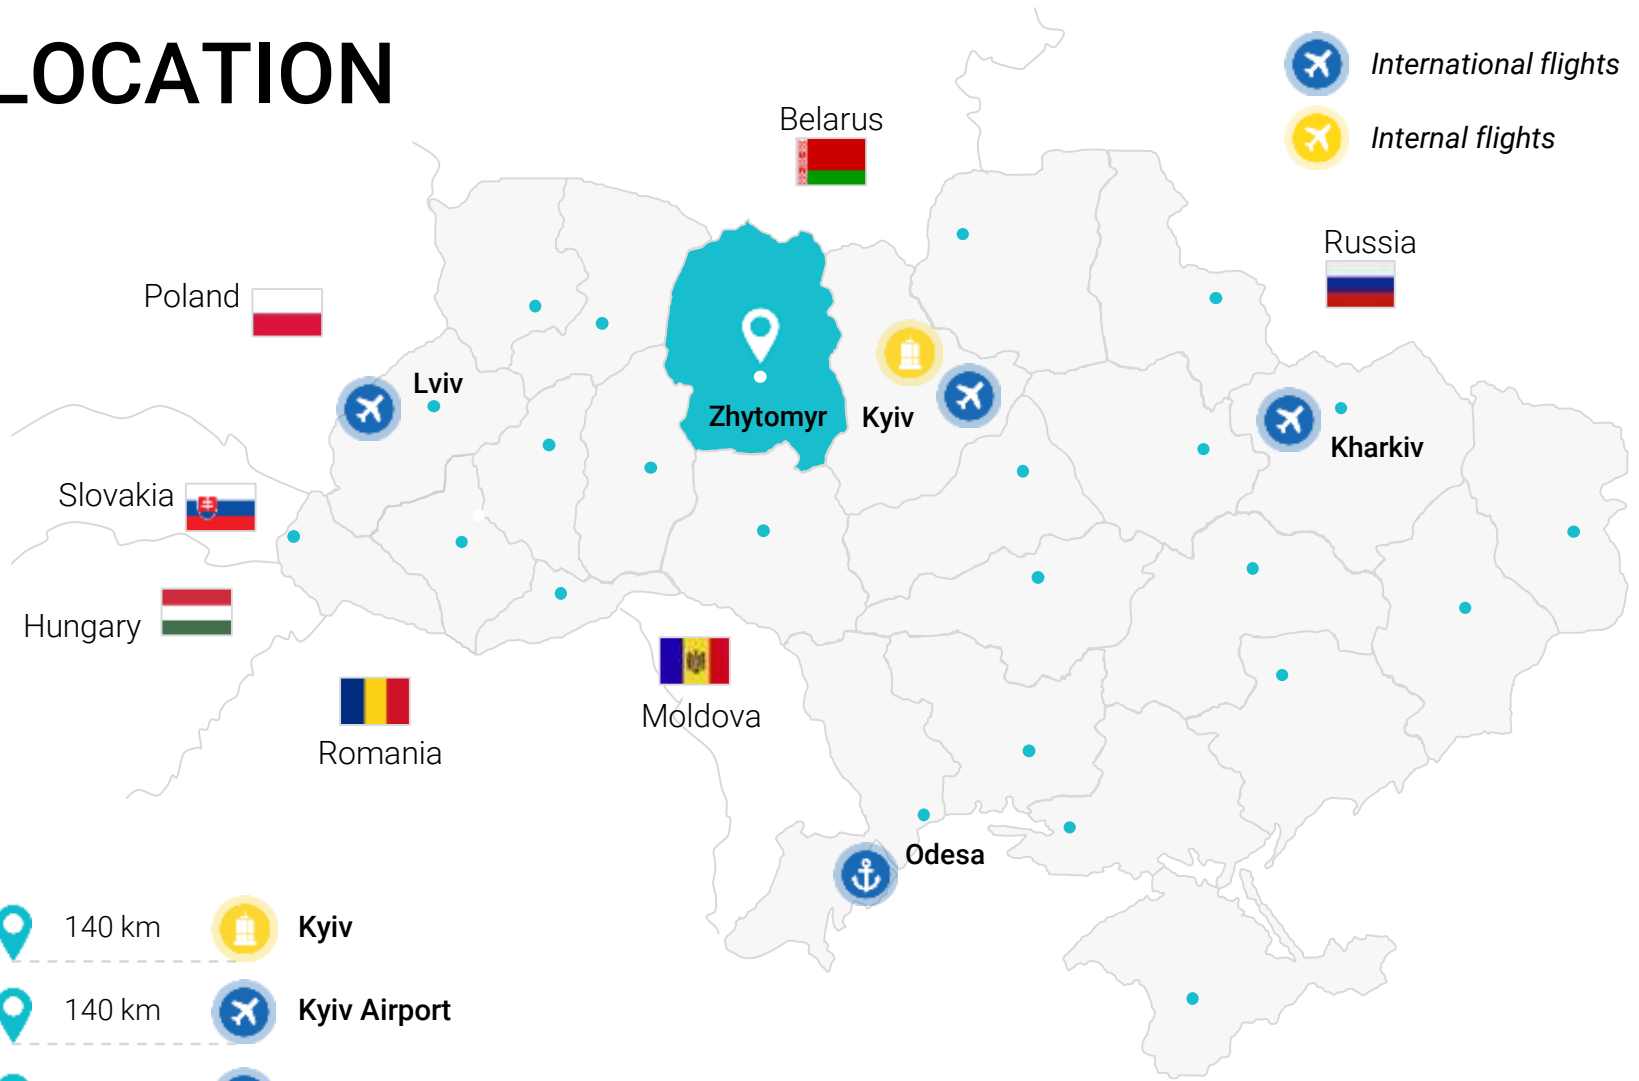 LOCATION
International flights
Internal flights
Belarus
Russia
Poland
Lviv
Zhytomyr
Kyiv
Kharkiv
Slovakia
Hungary
Moldova
Romania
Odesa
140 km Kyiv
140 km Kyiv Airport